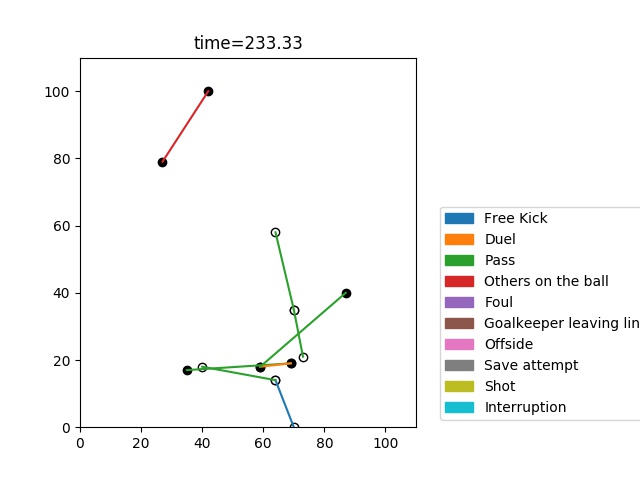 time=233.33
100
80
60
40
20
0
0 20 40 60 80 100
Free Kick
Duel
Pass
Others on the ball
Foul
Goalkeeper leaving lin
Offside
Save attempt
Shot
Interruption